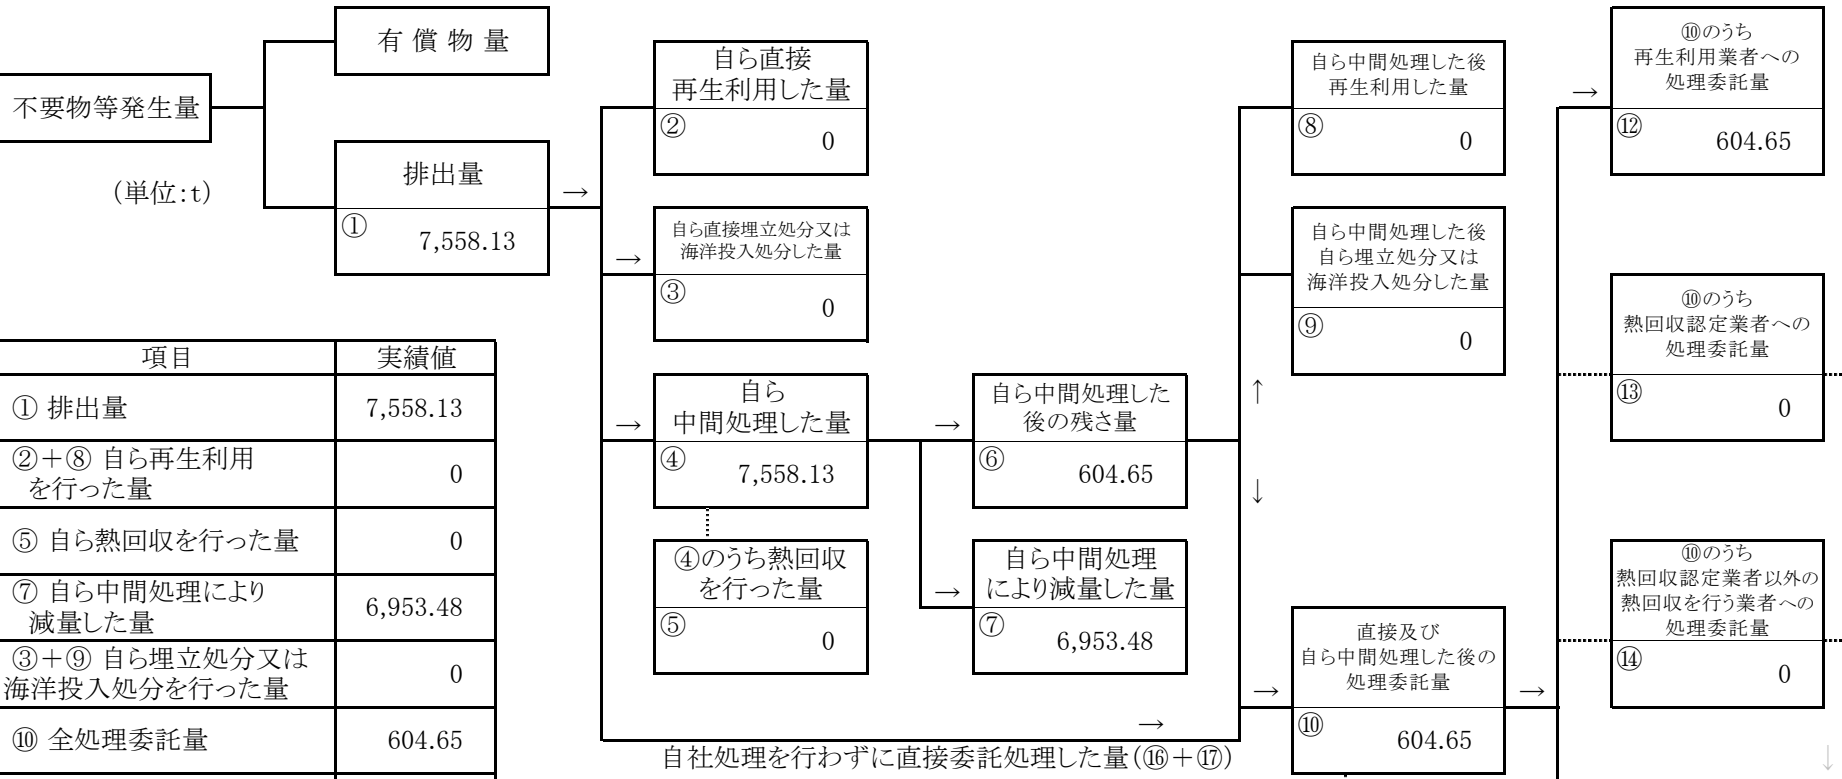 有 償 物 量
不要物等発生量
(単位:t)
排出量
①
7,558.13
→
自ら直接
再生利用した量
②
0
→
自ら直接埋立処分又は
海洋投入処分した量
③
0
→
自ら
中間処理した量
④
7,558.13
④のうち熱回収
を行った量
⑤
0
→
自ら中間処理した
後の残さ量
⑥
604.65
→
自ら中間処理
により減量した量
⑦
6,953.48
→
自社処理を行わずに直接委託処理した量(⑯+⑰)
自ら中間処理した後
再生利用した量
⑧
0
自ら中間処理した後
自ら埋立処分又は
海洋投入処分した量
⑨
0
↑
↓
→
直接及び
自ら中間処理した後の
処理委託量
⑩
604.65
→
→
⑩のうち
再生利用業者への
処理委託量
⑫
604.65
⑩のうち
熱回収認定業者への
処理委託量
⑬
0
⑩のうち
熱回収認定業者以外の
熱回収を行う業者への
処理委託量
⑭
0
↓
項目 実績値
① 排出量 7,558.13
②+⑧ 自ら再生利用
を行った量 0
⑤ 自ら熱回収を行った量 0
⑦ 自ら中間処理により
減量した量 6,953.48
③+⑨ 自ら埋立処分又は
海洋投入処分を行った量 0
⑩ 全処理委託量 604.65